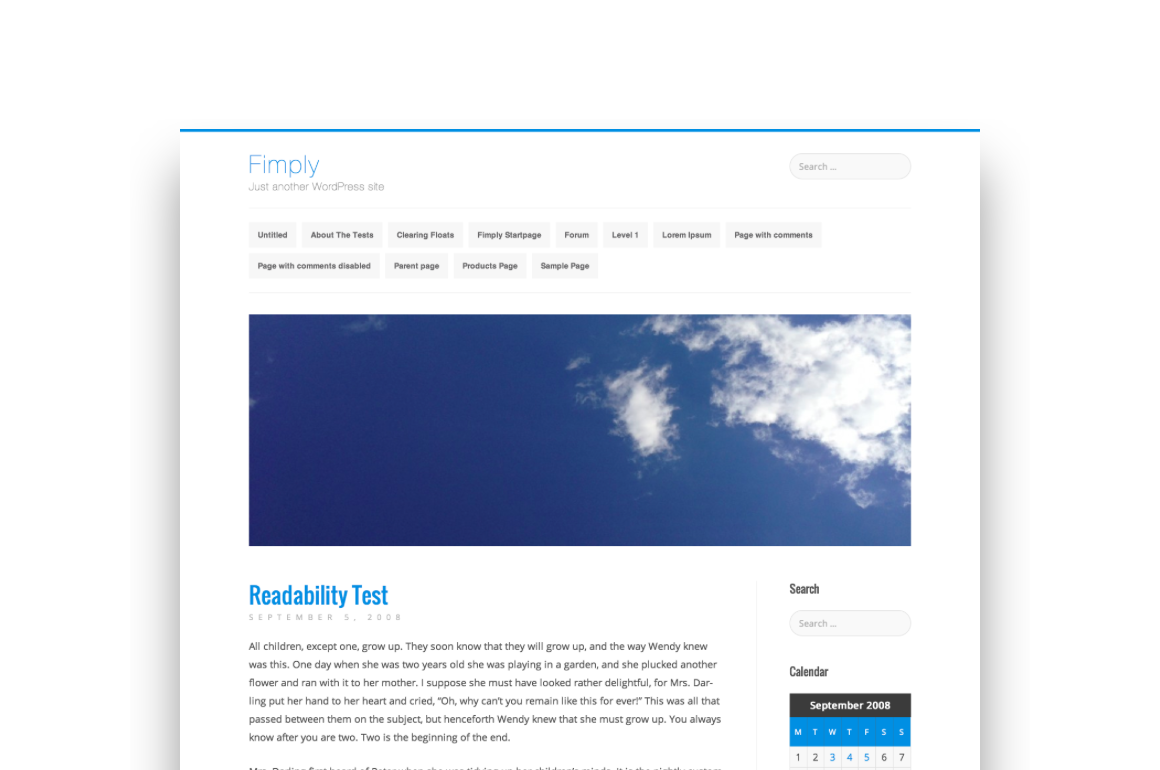 Fimply
Just another WordPress site
Search ...
Untitled About The Tests Clearing Floats Fimply Startpage Forum Level 1 Lorem Ipsum Page with comments
Page with comments disabled Parent page Products Page Sample Page
Readability Test
SEPTEMBER 5, 2008
All children, except one, grow up. They soon know that they will grow up, and the way Wendy knew
was this. One day when she was two years old she was playing in a garden, and she plucked another
flower and ran with it to her mother. I suppose she must have looked rather delightful, for Mrs. Dar-
ling put her hand to her heart and cried, “Oh, why can’t you remain like this for ever!” This was all that
passed between them on the subject, but henceforth Wendy knew that she must grow up. You always
know after you are two. Two is the beginning of the end.
Search
Search ...
Calendar
September 2008
M T W T F S S
1 2 3 4 5 6 7